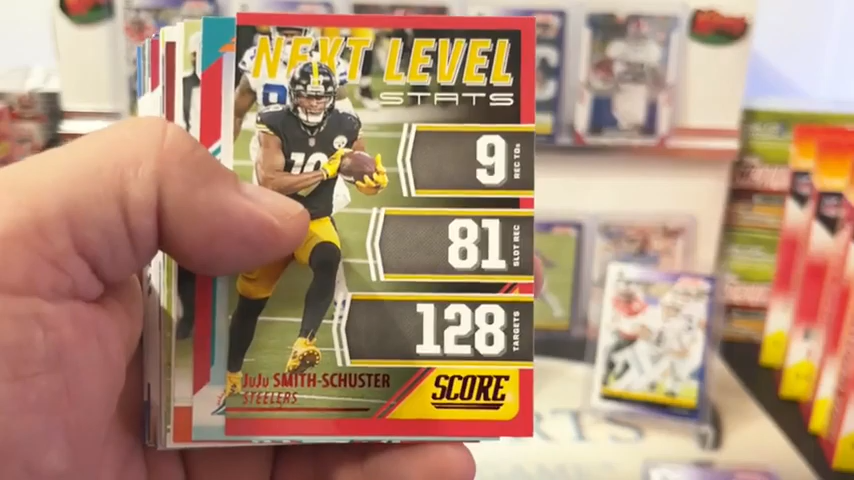 NEXT LEVEL
STATS
9 REC TDs
81 SLOT REC
128 TARGETS
JuJu SMITH-SCHUSTER
STEELERS
SCORE